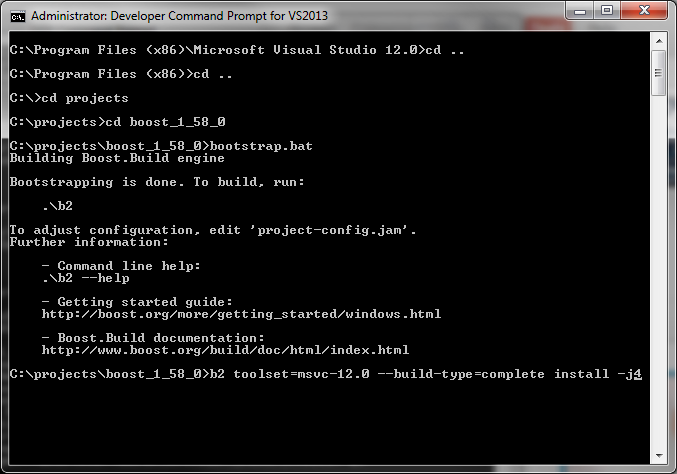 Administrator: Developer Command Prompt for VS2013
C:\Program Files (x86)\Microsoft Visual Studio 12.0>cd ..
C:\Program Files (x86)>cd ..
C:\>cd projects
C:\projects>cd boost_1_58_0
C:\projects\boost_1_58_0>bootstrap.bat
Building Boost.Build engine
Bootstrapping is done. To build, run:
.\b2
To adjust configuration, edit 'project-config.jam'.
Further information:
- Command line help:
.\b2 --help
- Getting started guide:
http://boost.org/more/getting_started/windows.html
- Boost.Build documentation:
http://www.boost.org/build/doc/html/index.html
C:\projects\boost_1_58_0>b2 toolset=msvc-12.0 --build-type=complete install -j4